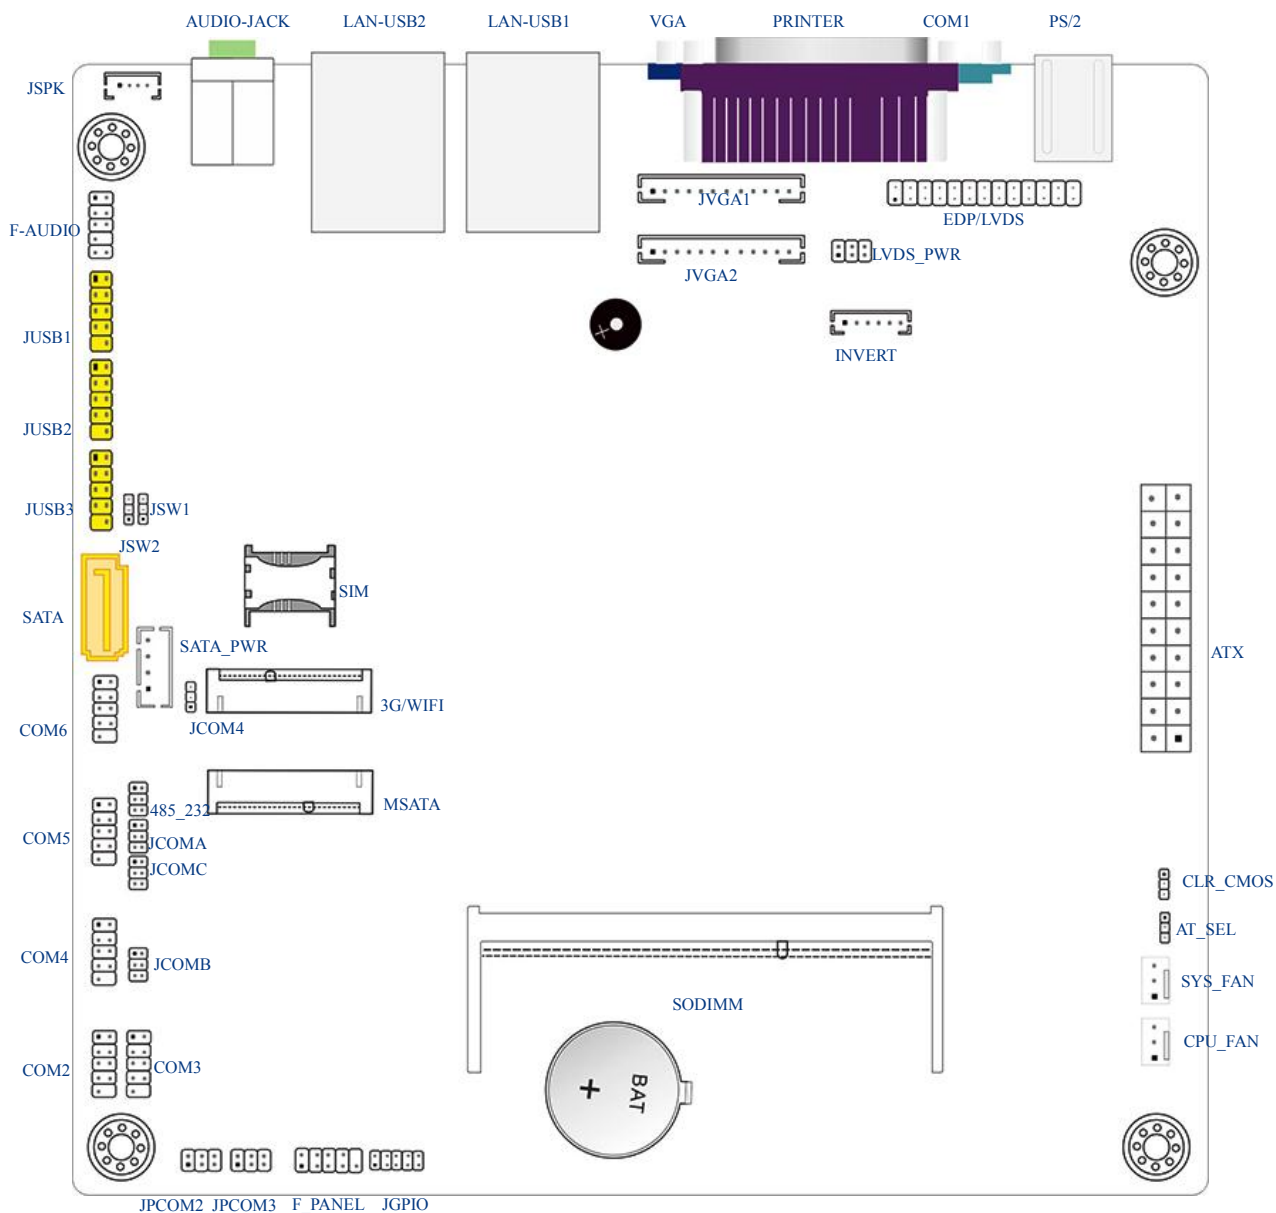 AUDIO-JACK LAN-USB2 LAN-USB1 VGA PRINTER COM1 PS/2
JSPK
JVGA1
EDP/LVDS
F-AUDIO
LVDS_PWR
JVGA2
JUSB1
INVERT
JUSB2
JUSB3
JSW1
JSW2
SIM
SATA
SATA_PWR
ATX
3G/WIFI
COM6
JCOM4
MSATA
485_232
COM5
JCOMA
JCOMC
CLR_CMOS
AT_SEL
COM4
JCOMB
SYS_FAN
SODIMM
CPU_FAN
COM2
COM3
BAT
JPCOM2 JPCOM3 F PANEL JGPIO